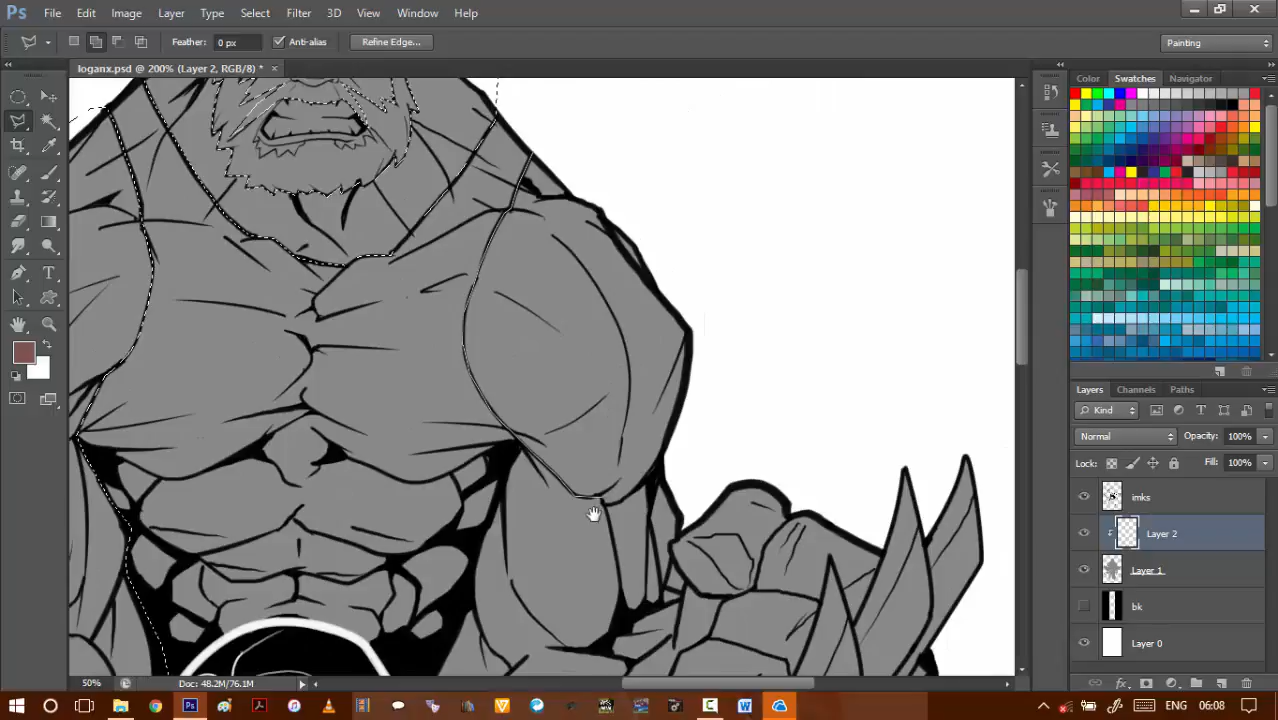 Ps File Edit Image Layer Type Select Filter 3D View Window Help
Feather: 0 px Anti-alias Refine Edge... Painting
loganx.psd @ 200% (Layer 2, RGB/8) * ×
Color Swatches Navigator
Layers Channels Paths
Kind
Normal Opacity: 100%
Lock: Fill: 100%
imks
Layer 2
Layer 1
bk
Layer 0
fx
50% Doc: 48.2M/76.1M
Ps ENG 06:08